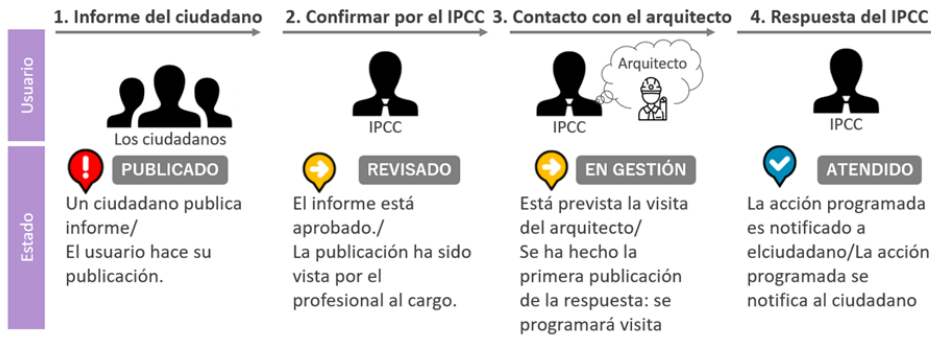 1. Informe del ciudadano
2. Confirmar por el IPCC
3. Contacto con el arquitecto
4. Respuesta del IPCC
Usuario
Los ciudadanos
IPCC
Arquitecto
IPCC
IPCC
Estado
PUBLICADO
Un ciudadano publica
informe/
El usuario hace su
publicación.
REVISADO
El informe está
aprobado./
La publicación ha sido
vista por el
profesional al cargo.
EN GESTIÓN
Está prevista la visita
del arquitecto/
Se ha hecho la
primera publicación
de la respuesta: se
programará visita
ATENDIDO
La acción programada
es notificado a
elciudadano/La acción
programada se
notifica al ciudadano